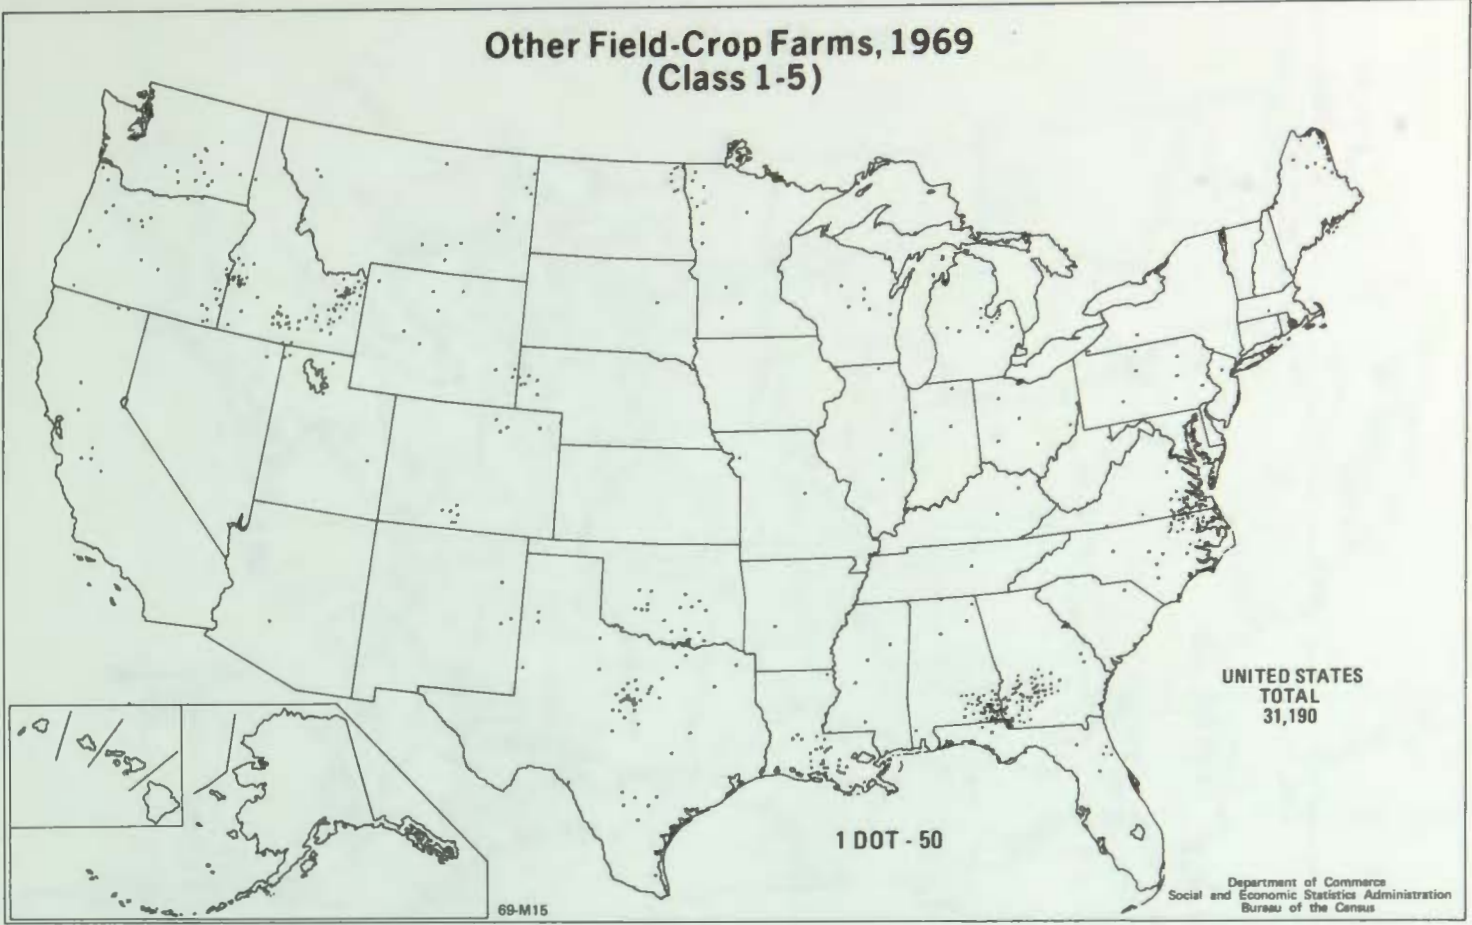 Other Field-Crop Farms, 1969
(Class 1-5)
UNITED STATES
TOTAL
31,190
1 DOT - 50
Department of Commerce
Social and Economic Statistics Administration
Bureau of the Census
69-M15